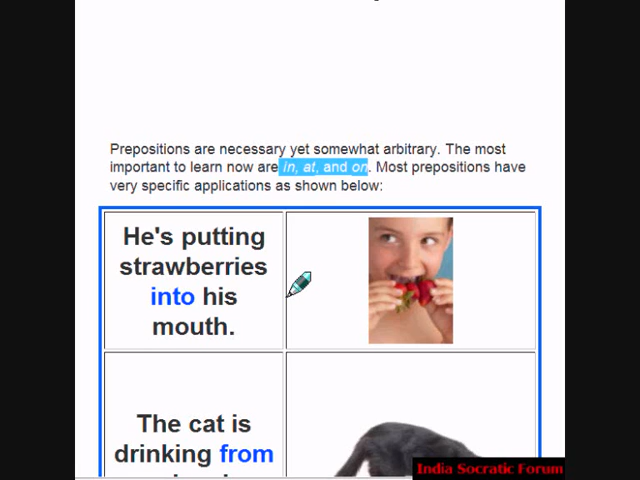 Prepositions are necessary yet somewhat arbitrary. The most
important to learn now are in, at, and on. Most prepositions have
very specific applications as shown below:
He's putting
strawberries
into his
mouth.
The cat is
drinking from
India Socratic Forum